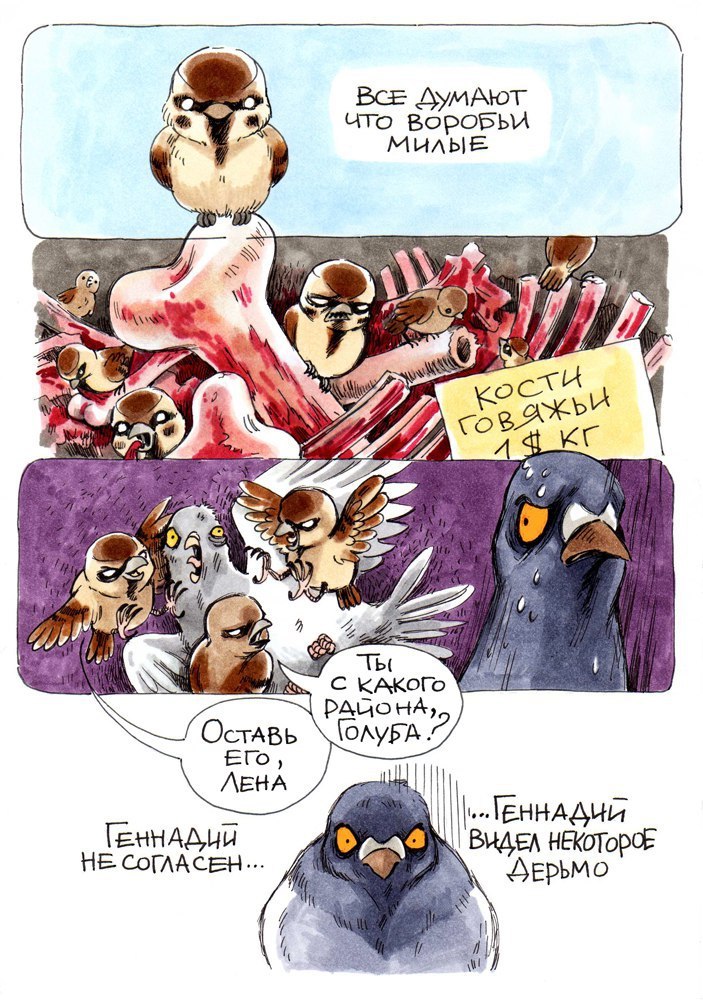 ВСЕ ДУМАЮТ
ЧТО ВОРОБЬИ
МИЛЫЕ
КОСТИ
ГОВЯЖЬИ
1$ КГ
ТЫ
С КАКОГО
РАЙОНА,
ГОЛУБА?
ОСТАВЬ
ЕГО,
ЛЕНА
ГЕННАДИЙ
НЕ СОГЛАСЕН...
...ГЕННАДИЙ
ВИДЕЛ НЕКОТОРОЕ
ДЕРЬМО